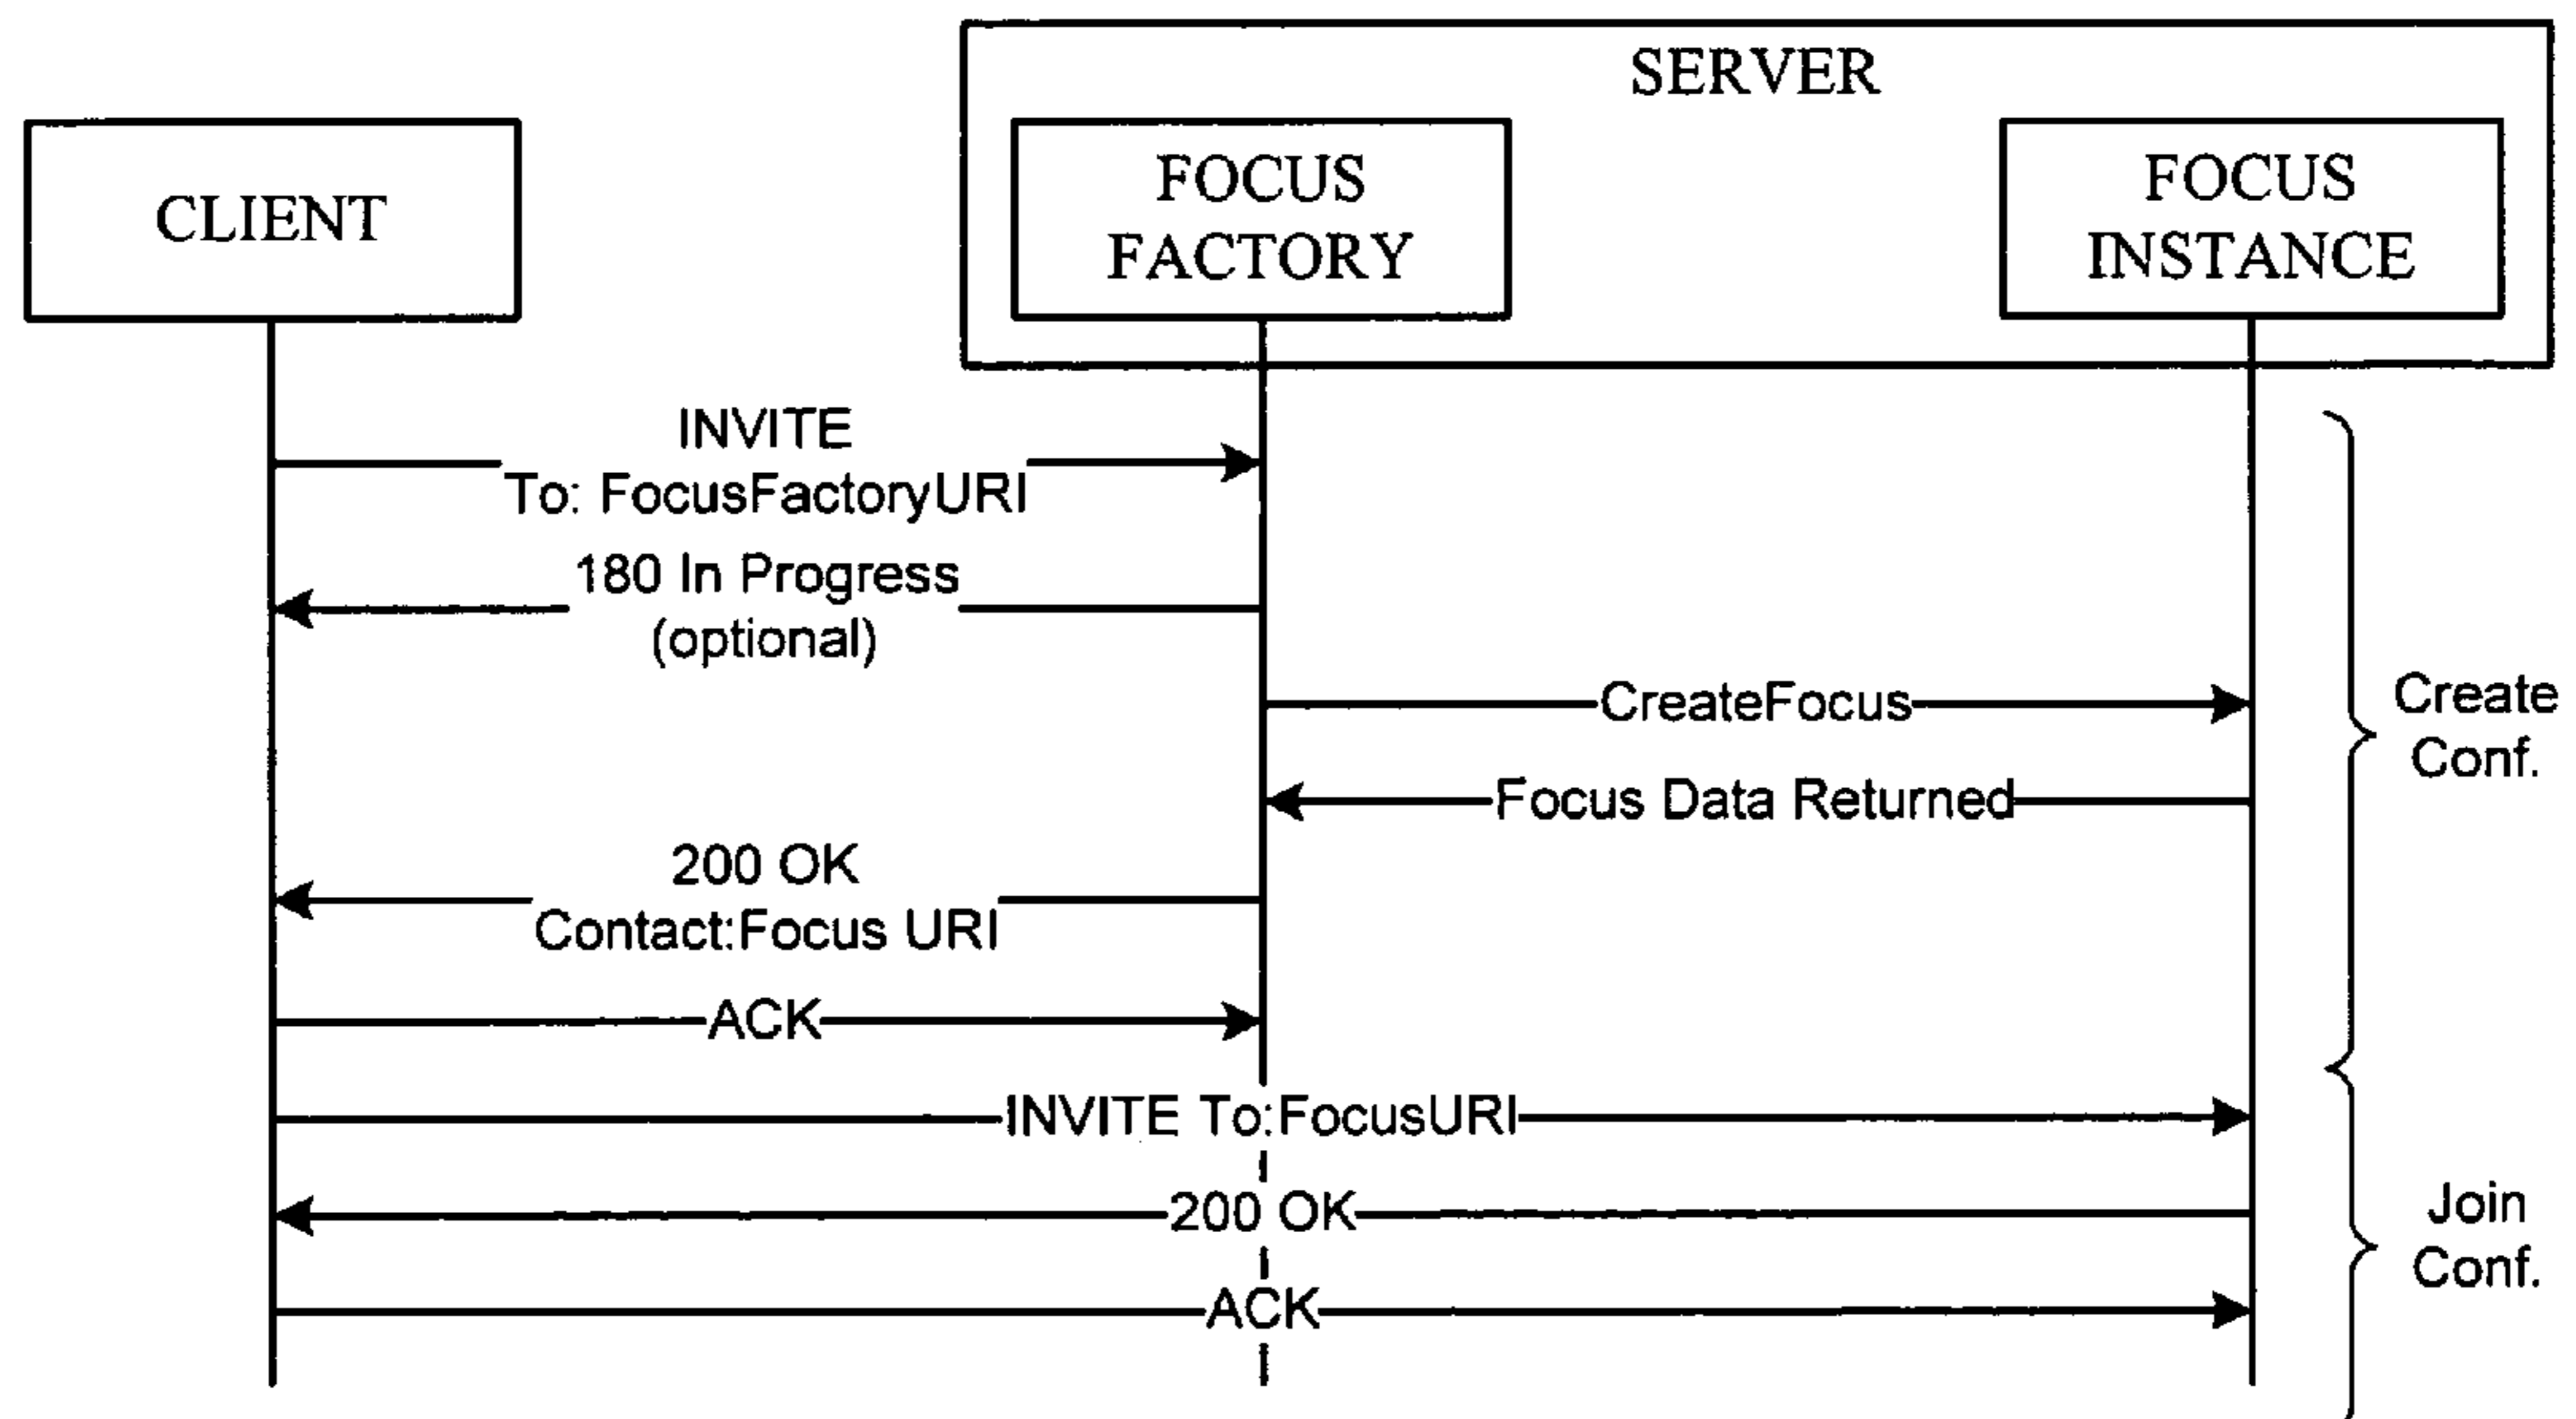 SERVER
CLIENT
FOCUS
FACTORY
FOCUS
INSTANCE
INVITE
To: FocusFactoryURI
180 In Progress
(optional)
CreateFocus
Focus Data Returned
Create
Conf.
200 OK
Contact:Focus URI
ACK
INVITE To:FocusURI
200 OK
ACK
Join
Conf.